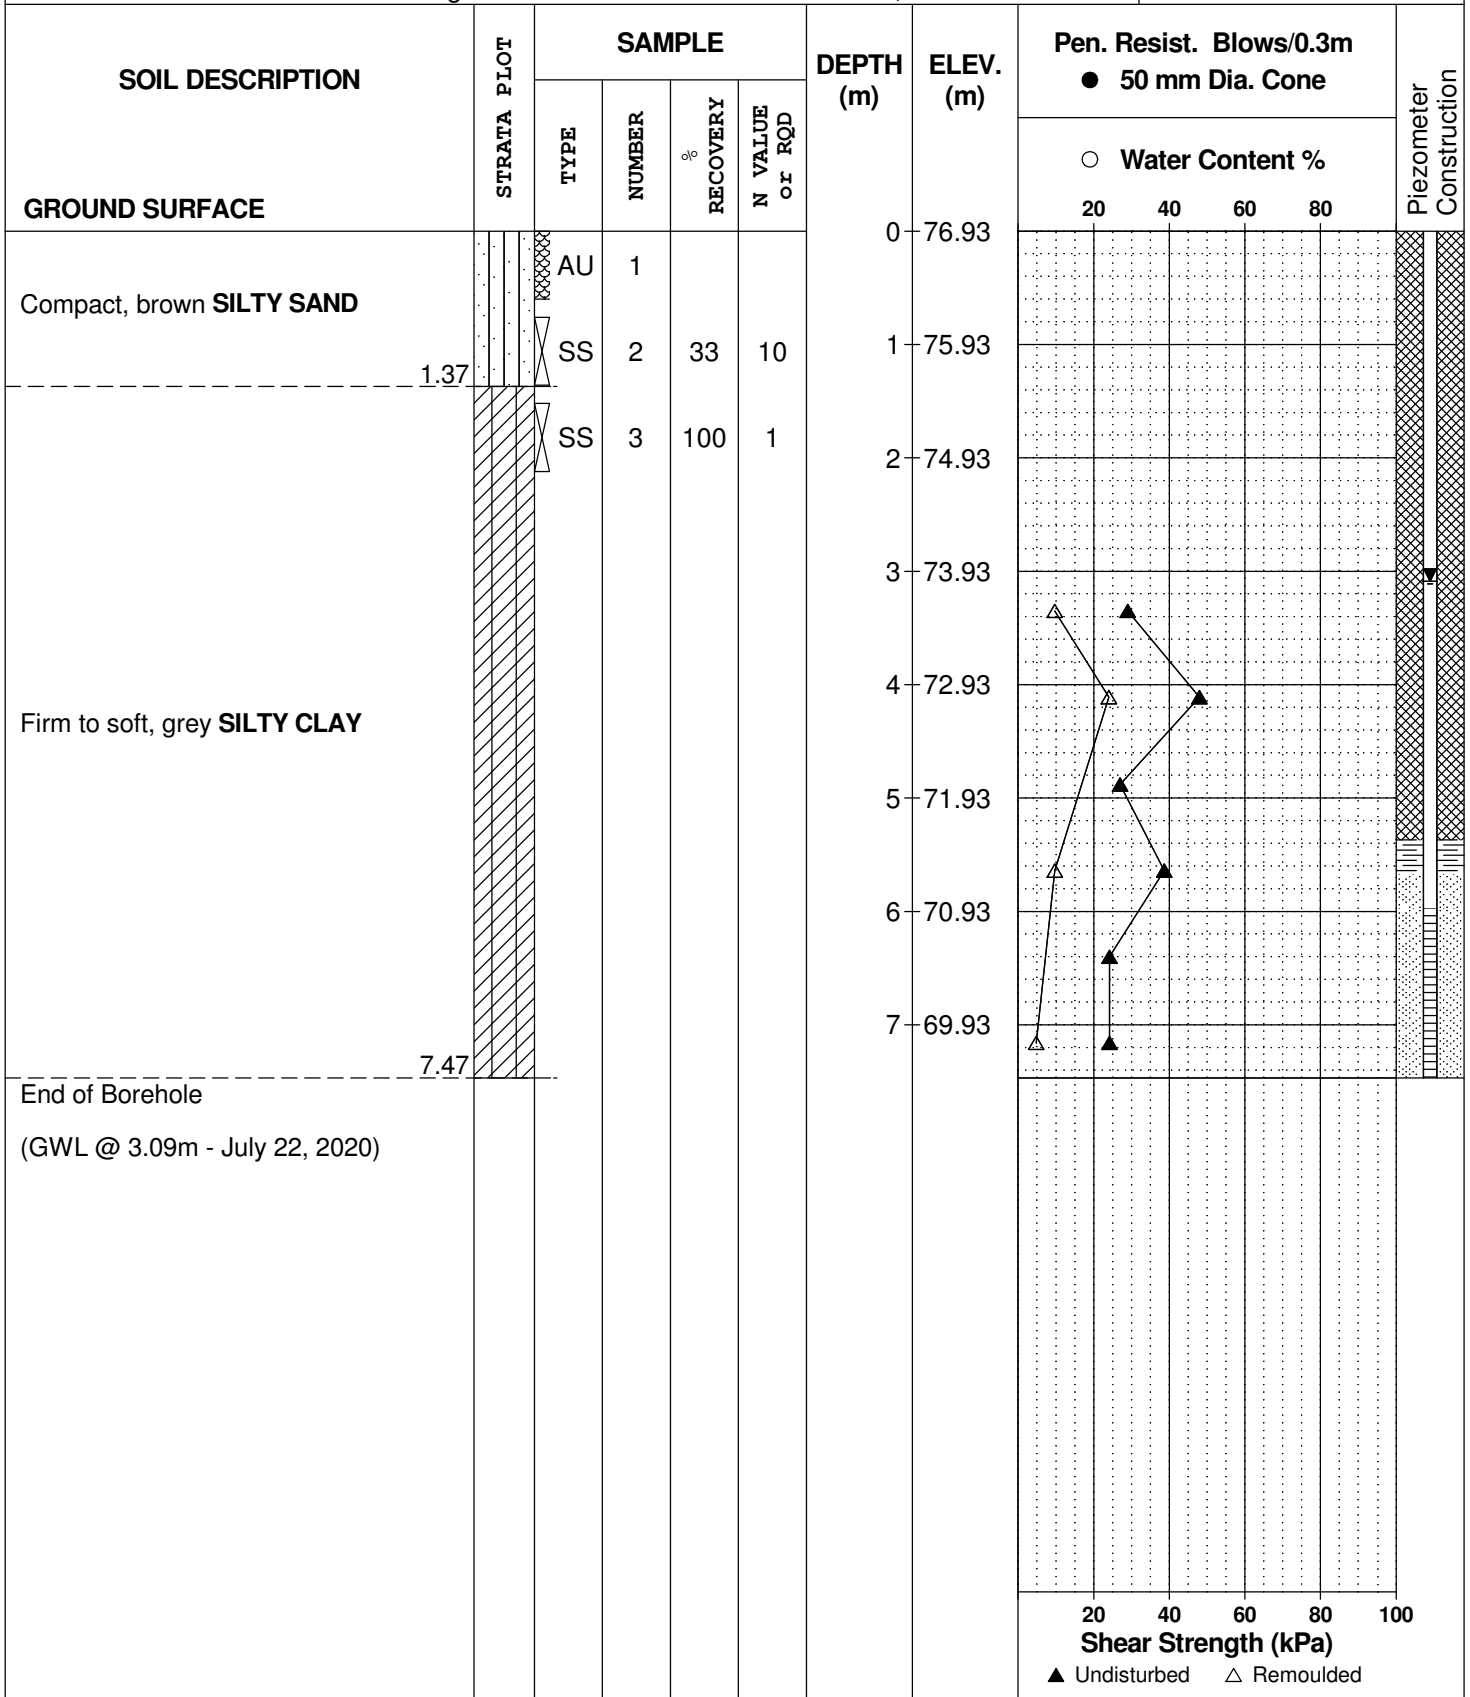 SOIL DESCRIPTION
GROUND SURFACE
STRATA PLOT
SAMPLE
TYPE
NUMBER
% RECOVERY
N VALUE or RQD
DEPTH (m)
ELEV. (m)
Pen. Resist. Blows/0.3m
● 50 mm Dia. Cone
○ Water Content %
20 40 60 80
Piezometer Construction
0 76.93
AU 1
Compact, brown SILTY SAND
SS 2 33 10
1 75.93
1.37
SS 3 100 1
2 74.93
3 73.93
4 72.93
Firm to soft, grey SILTY CLAY
5 71.93
6 70.93
7 69.93
7.47
End of Borehole
(GWL @ 3.09m - July 22, 2020)
20 40 60 80 100
Shear Strength (kPa)
▲ Undisturbed △ Remoulded